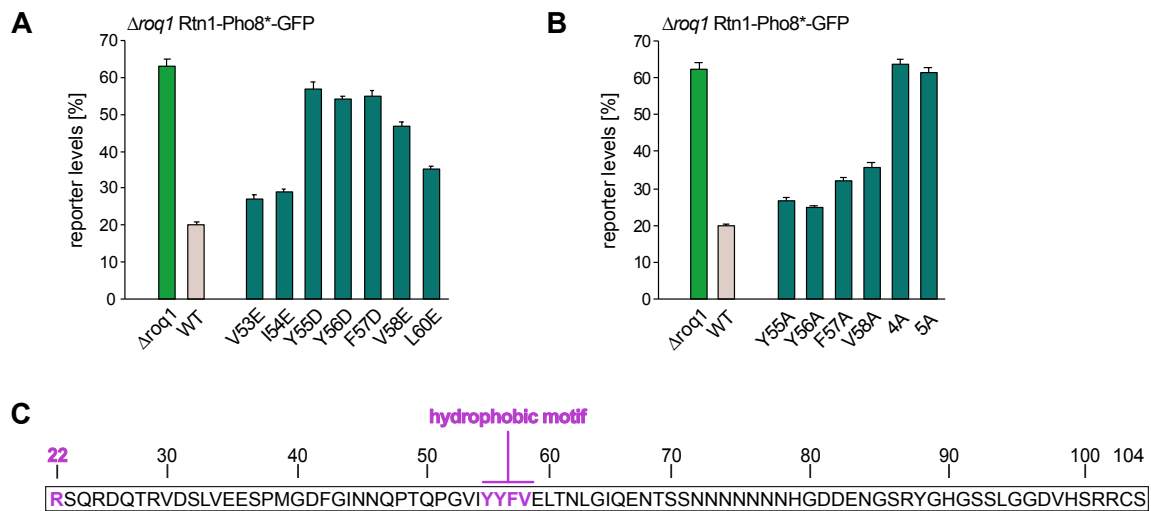 A
Δroq1 Rtn1-Pho8*-GFP
reporter levels [%]
70
60
50
40
30
20
10
0
Δroq1
WT
V53E
I54E
Y55D
Y56D
F57D
V58E
L60E
B
Δroq1 Rtn1-Pho8*-GFP
reporter levels [%]
70
60
50
40
30
20
10
0
Δroq1
WT
Y55A
Y56A
F57A
V58A
4A
5A
C
hydrophobic motif
22 30 40 50 60 70 80 90 100 104
RSQRDQTRVDSLVEESPMGDFGINNQPTQPGVIYYFVELTNLGIQENTSSNNNNNNNNHGDDENGSRYGHGSSLGGDVHSRRCS